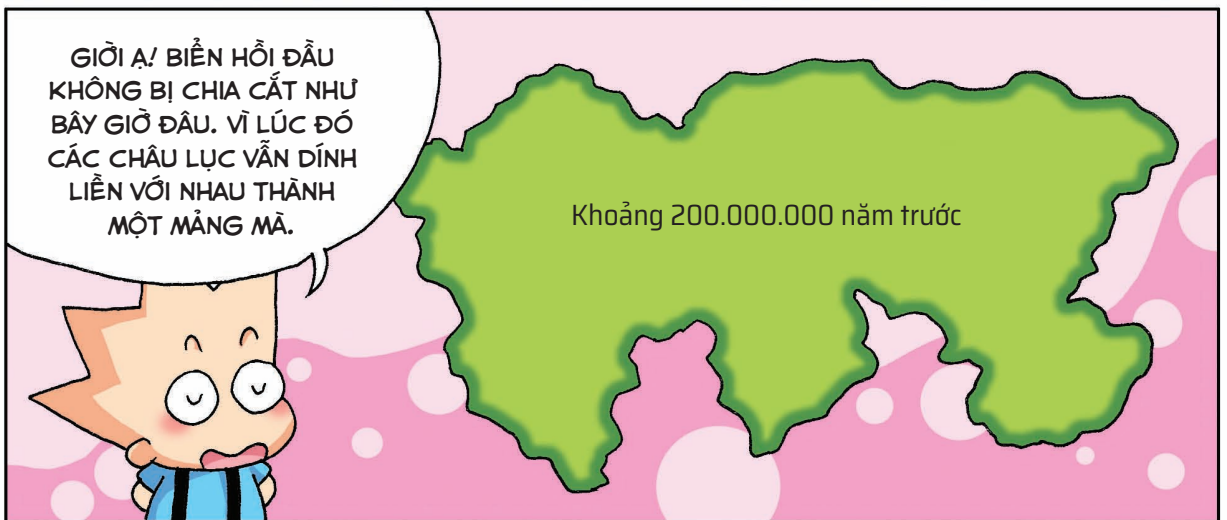 GIỜI Ạ! BIỂN HỒI ĐẦU
KHÔNG BỊ CHIA CẮT NHƯ
BÂY GIỜ ĐÂU. VÌ LÚC ĐÓ
CÁC CHÂU LỤC VẪN DÍNH
LIỀN VỚI NHAU THÀNH
MỘT MẢNG MÀ.
Khoảng 200.000.000 năm trước